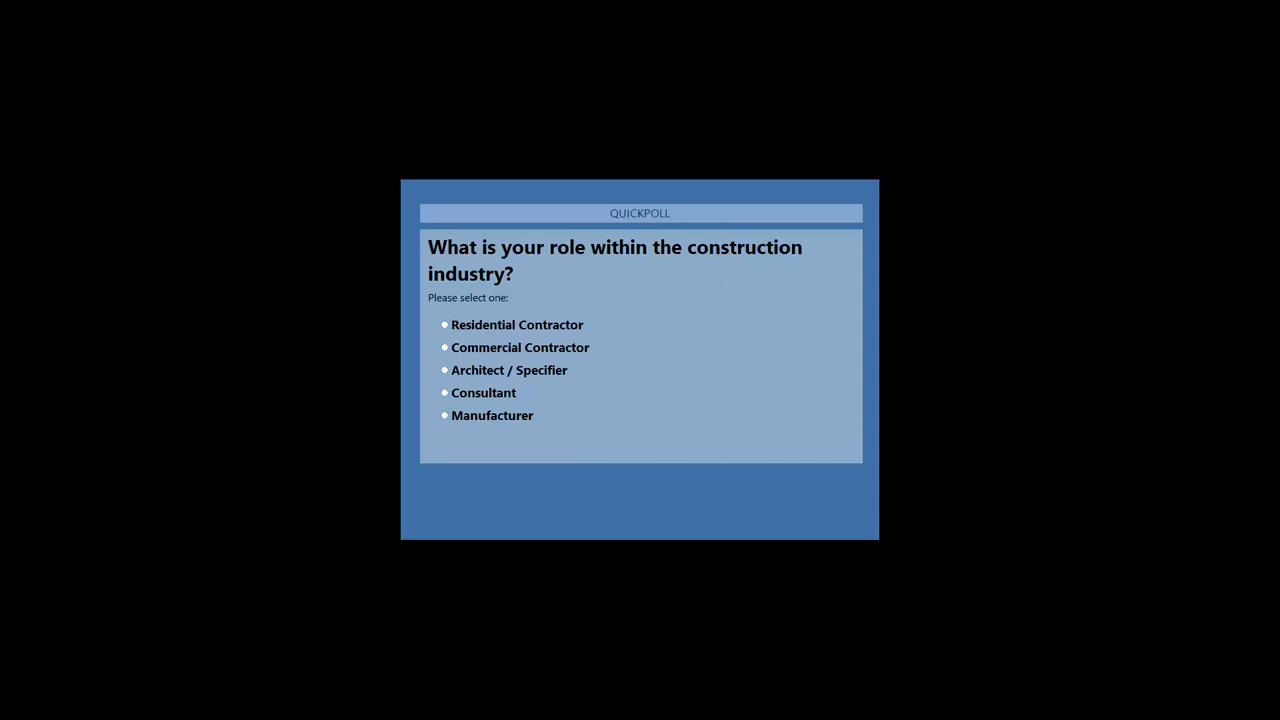 QUICKPOLL
What is your role within the construction
industry?
Please select one:
Residential Contractor
Commercial Contractor
Architect / Specifier
Consultant
Manufacturer